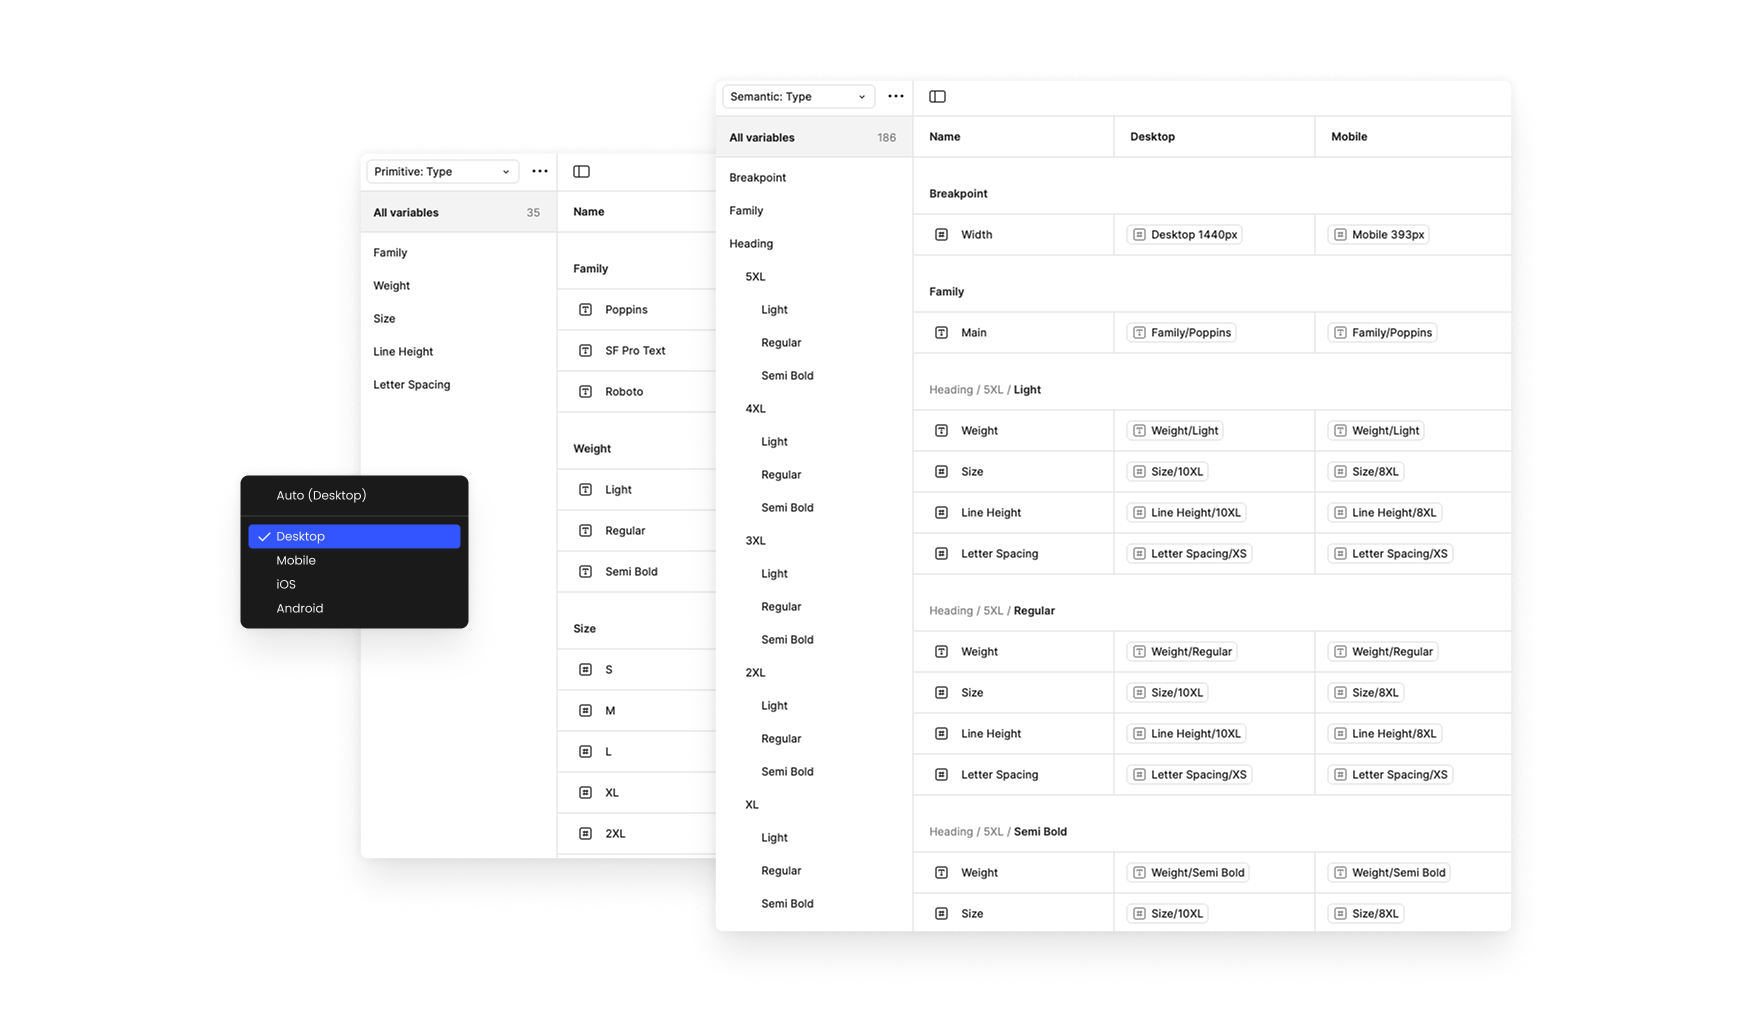 Semantic: Type
All variables 186
Breakpoint
Family
Heading
5XL
Light
Regular
Semi Bold
4XL
Light
Regular
Semi Bold
3XL
Light
Regular
Semi Bold
2XL
Light
Regular
Semi Bold
XL
Light
Regular
Semi Bold
Name Desktop Mobile
Breakpoint
Width Desktop 1440px Mobile 393px
Family
Main Family/Poppins Family/Poppins
Heading / 5XL / Light
Weight Weight/Light Weight/Light
Size Size/10XL Size/8XL
Line Height Line Height/10XL Line Height/8XL
Letter Spacing Letter Spacing/XS Letter Spacing/XS
Heading / 5XL / Regular
Weight Weight/Regular Weight/Regular
Size Size/10XL Size/8XL
Line Height Line Height/10XL Line Height/8XL
Letter Spacing Letter Spacing/XS Letter Spacing/XS
Heading / 5XL / Semi Bold
Weight Weight/Semi Bold Weight/Semi Bold
Size Size/10XL Size/8XL
Primitive: Type
All variables 35
Family
Weight
Size
Line Height
Letter Spacing
Name
Family
Poppins
SF Pro Text
Roboto
Weight
Light
Regular
Semi Bold
Size
S
M
L
XL
2XL
Auto (Desktop)
Desktop
Mobile
iOS
Android